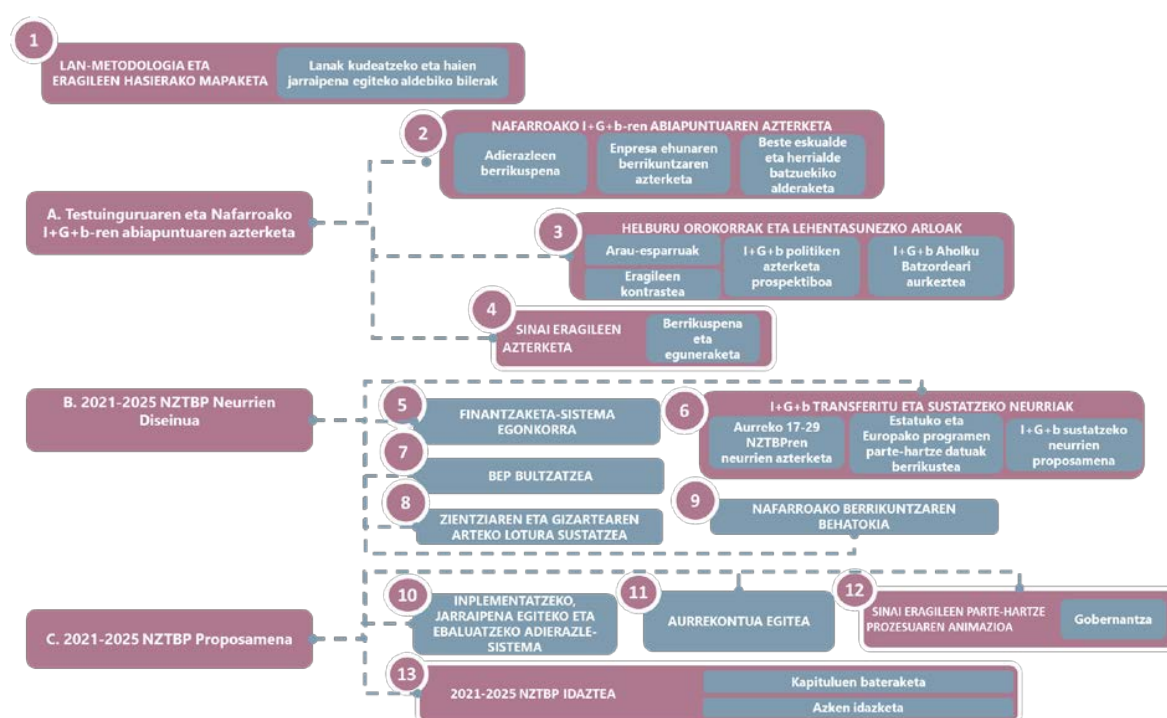 1
LAN-METODOLOGIA ETA
ERAGILEEN HASIERAKO MAPAKETA
Lanak kudeatzeko eta haien
jarraipena egiteko aldebiko bilerak
2
NAFARROAKO I+G+b-ren ABIAPUNTUAREN AZTERKETA
Adierazleen
berrikuspena
Enpresa ehunaren
berrikuntzaren
azterketa
Beste eskualde
eta herrialde
batzuekiko
alderaketa
A. Testuinguruaren eta Nafarroako
I+G+b-ren abiapuntuaren azterketa
3
HELBURU OROKORRAK ETA LEHENTASUNEZKO ARLOAK
Arau-esparruak
Eragileen
kontrastea
I+G+b politiken
azterketa
prospektiboa
I+G+b Aholku
Batzordeari
aurkeztea
4
SINAI ERAGILEEN
AZTERKETA
Berrikuspena
eta
eguneraketa
B. 2021-2025 NZTBP Neurrien
Diseinua
5
FINANTZAKETA-SISTEMA
EGONKORRA
6
I+G+b TRANSFERITU ETA SUSTATZEKO NEURRIAK
Aurreko 17-29
NZTBPren
neurrien azterketa
Estatuko eta
Europako programen
parte-hartze datuak
berrikustea
I+G+b sustatzeko
neurrien
proposamena
7
BEP BULTZATZEA
8
ZIENTZIAREN ETA GIZARTEAREN
ARTEKO LOTURA SUSTATZEA
9
NAFARROAKO BERRIKUNTZAREN
BEHATOKIA
C. 2021-2025 NZTBP Proposamena
10
INPLEMENTATZEKO,
JARRAIPENA EGITEKO ETA
EBALUATZEKO ADIERAZLE-
SISTEMA
11
AURREKONTUA EGITEA
12
SINAI ERAGILEEN PARTE-HARTZE
PROZESUAREN ANIMAZIOA
Gobernantza
13
2021-2025 NZTBP IDAZTEA
Kapituluen bateraketa
Azken idazketa